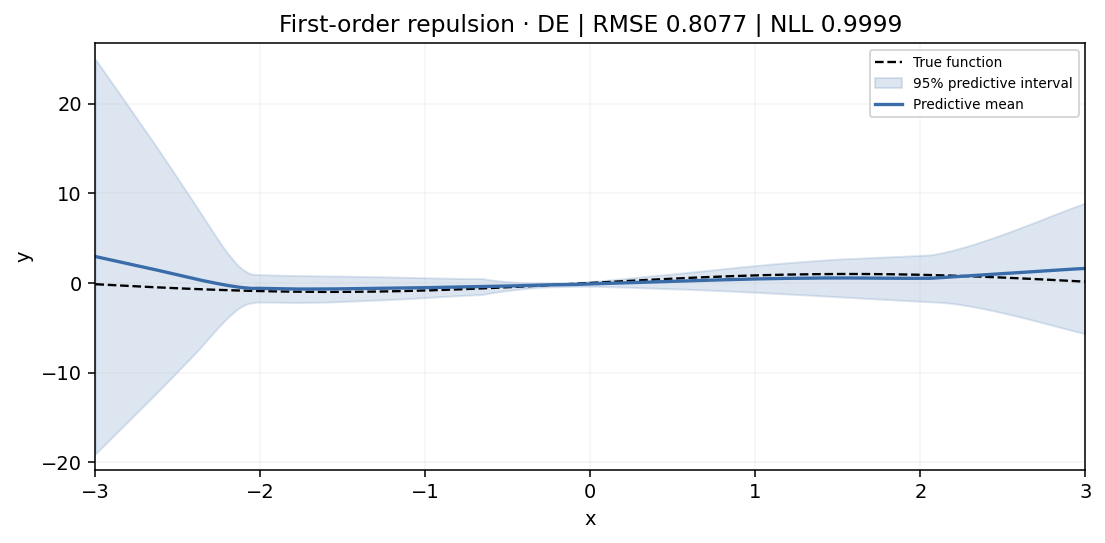 First-order repulsion · DE | RMSE 0.8077 | NLL 0.9999
True function
95% predictive interval
Predictive mean
y
20
10
0
−10
−20
−3
−2
−1
0
1
2
3
x